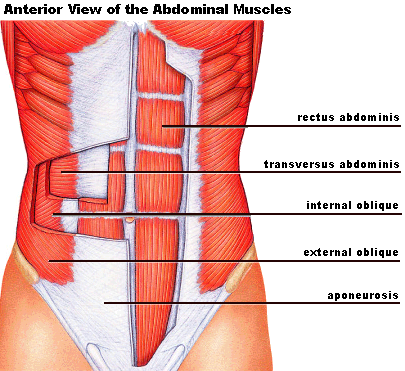 Anterior View of the Abdominal Muscles
rectus abdominis
transversus abdominis
internal oblique
external oblique
aponeurosis